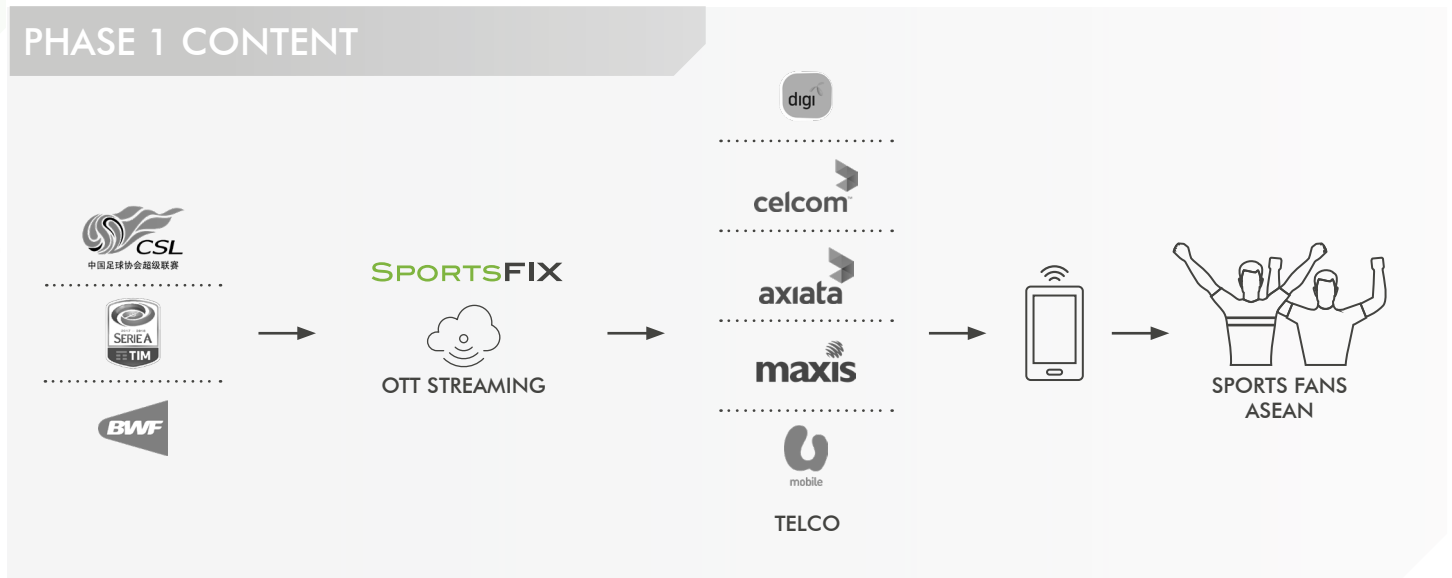 PHASE 1 CONTENT
CSL
中国足球协会超级联赛
SERIE A
TIM
BWF
SPORTSFIX
OTT STREAMING
digi
celcom™
axiata
maxis
mobile
TELCO
SPORTS FANS
ASEAN